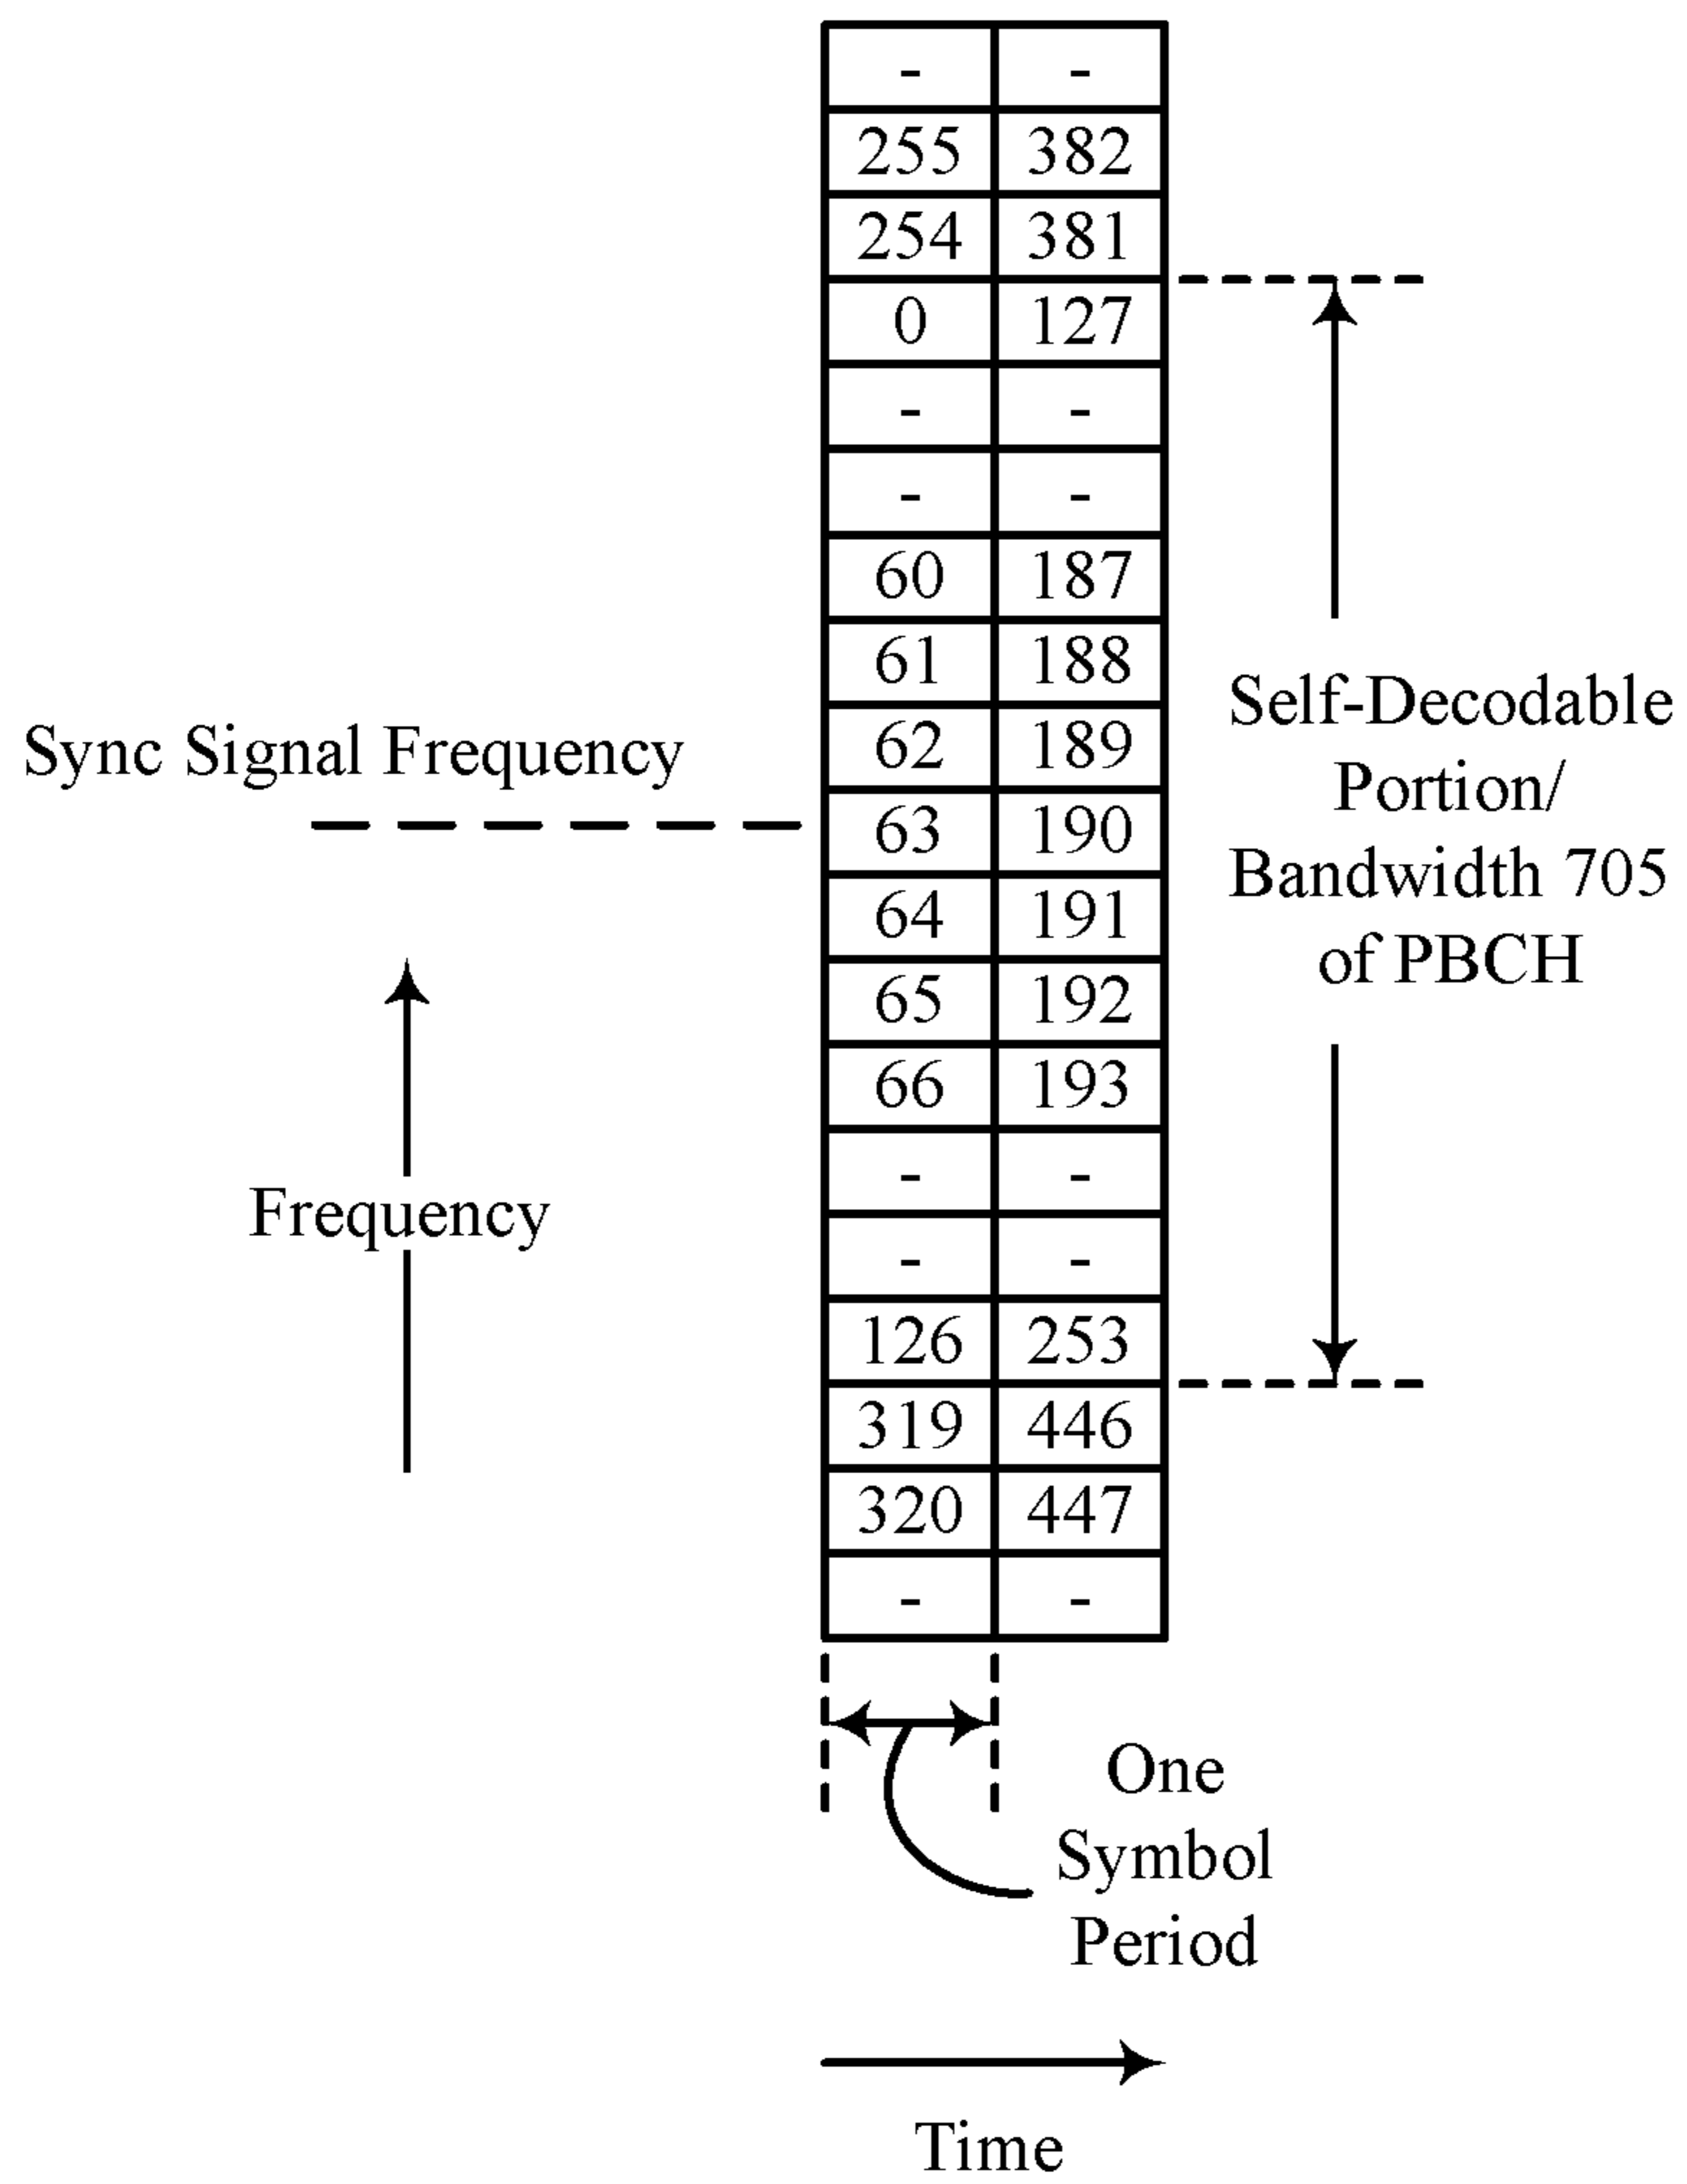 - -
255 382
254 381
0 127
- -
- -
60 187
61 188
62 189
63 190
64 191
65 192
66 193
- -
- -
126 253
319 446
320 447
- -
Sync Signal Frequency
Frequency
Self-Decodable
Portion/
Bandwidth 705
of PBCH
One
Symbol
Period
Time